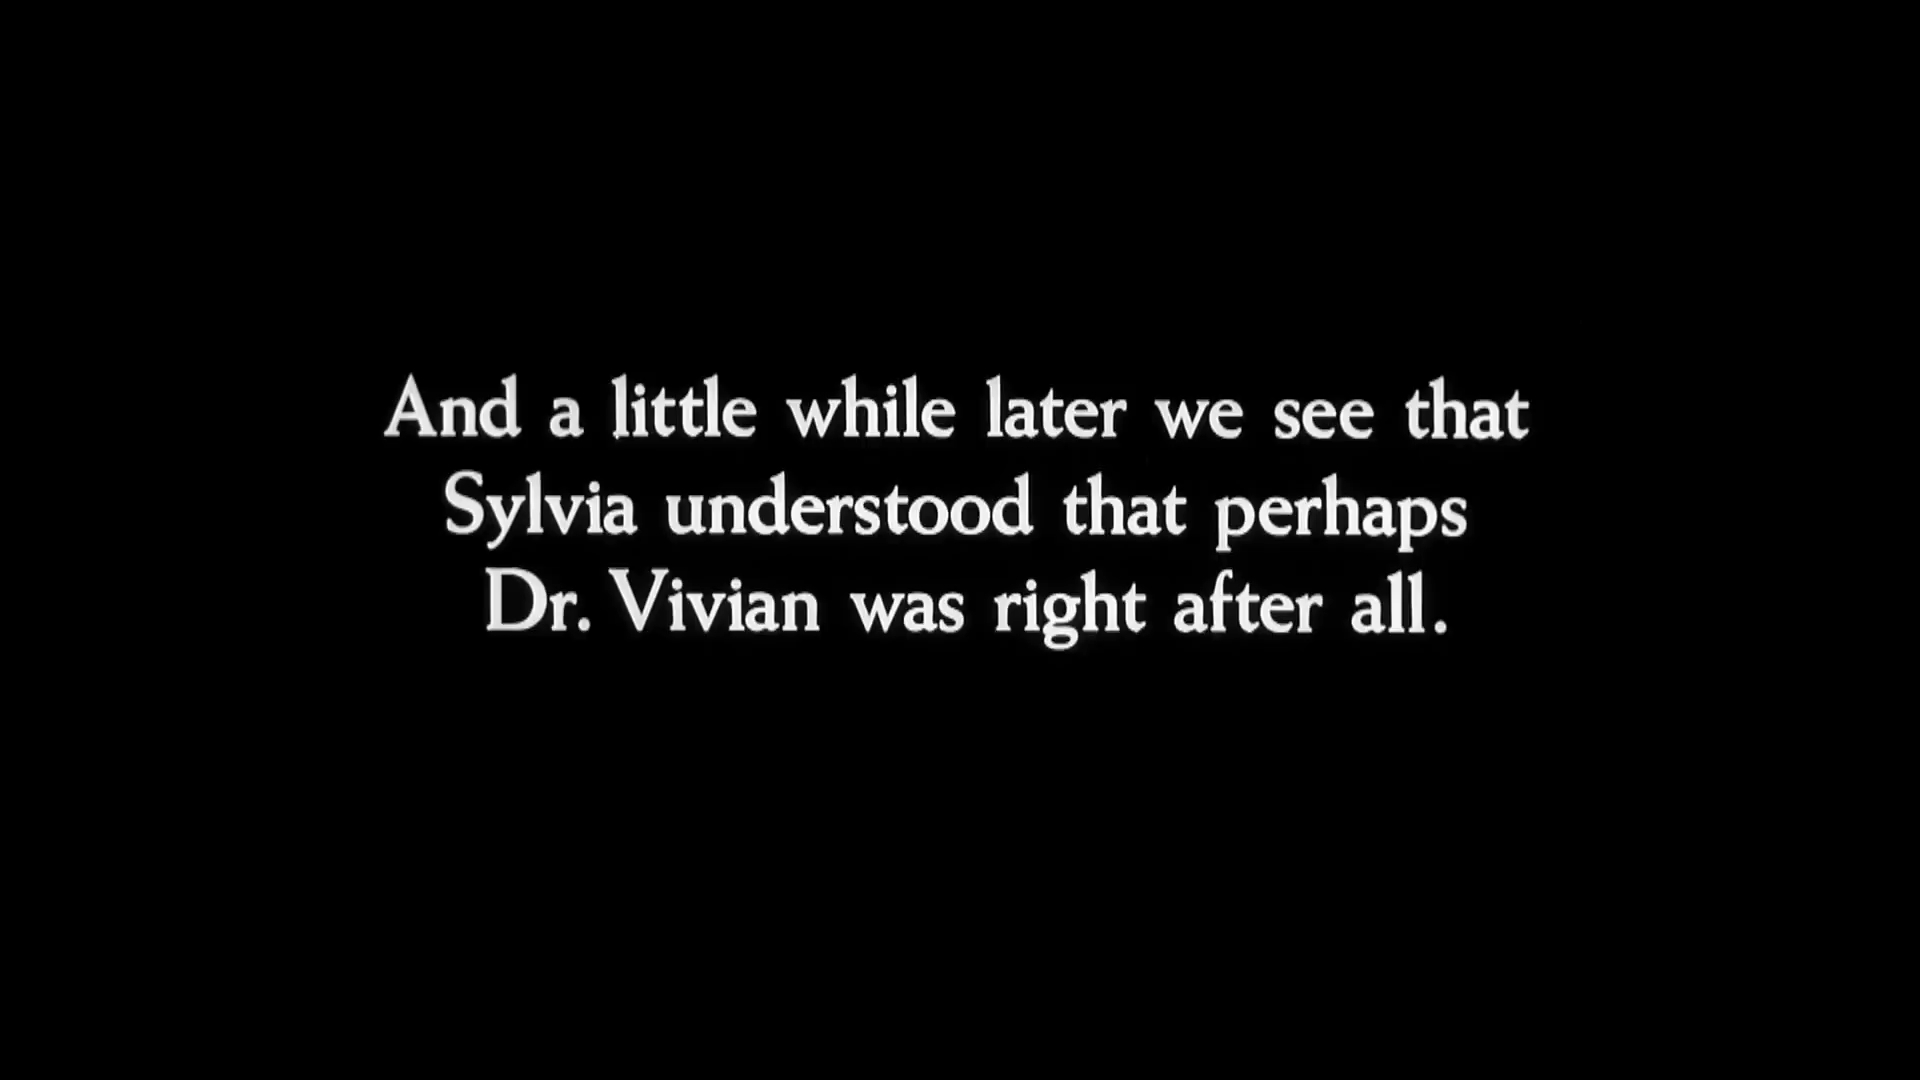 And a little while later we see that
Sylvia understood that perhaps
Dr. Vivian was right after all.